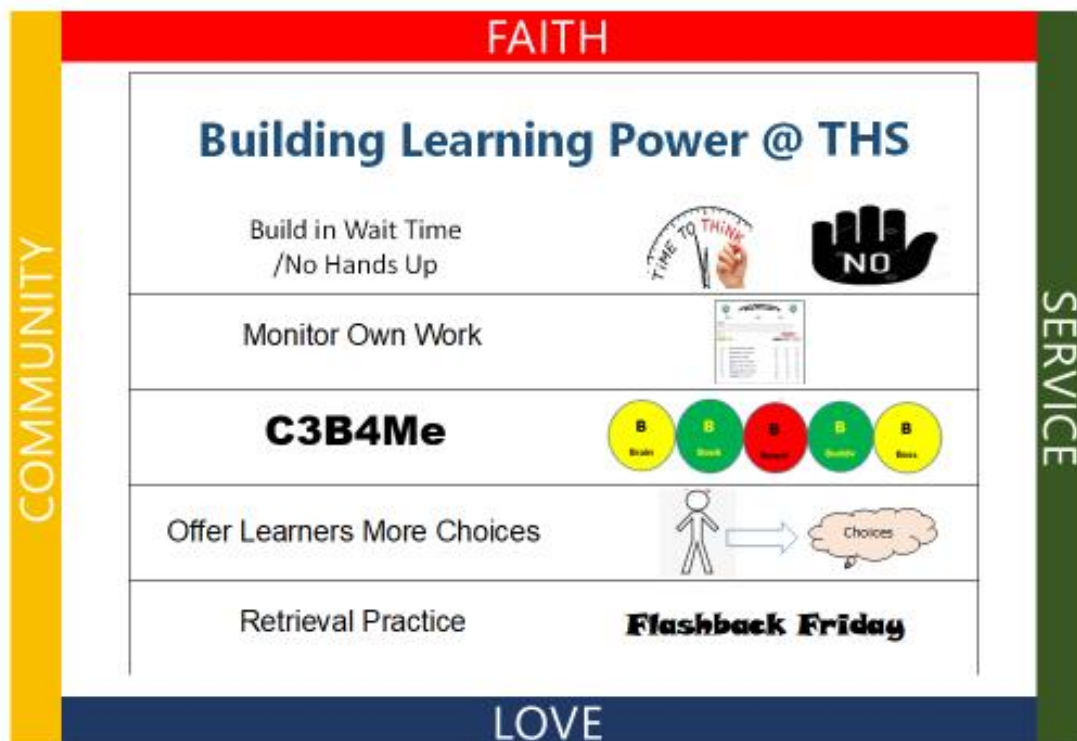 FAITH
COMMUNITY
SERVICE
Building Learning Power @ THS
Build in Wait Time
/No Hands Up
TIME TO THINK
NO
Monitor Own Work
C3B4Me
B
Brain
B
Book
B
B
Buddy
B
Boss
Offer Learners More Choices
Choices
Retrieval Practice
Flashback Friday
LOVE